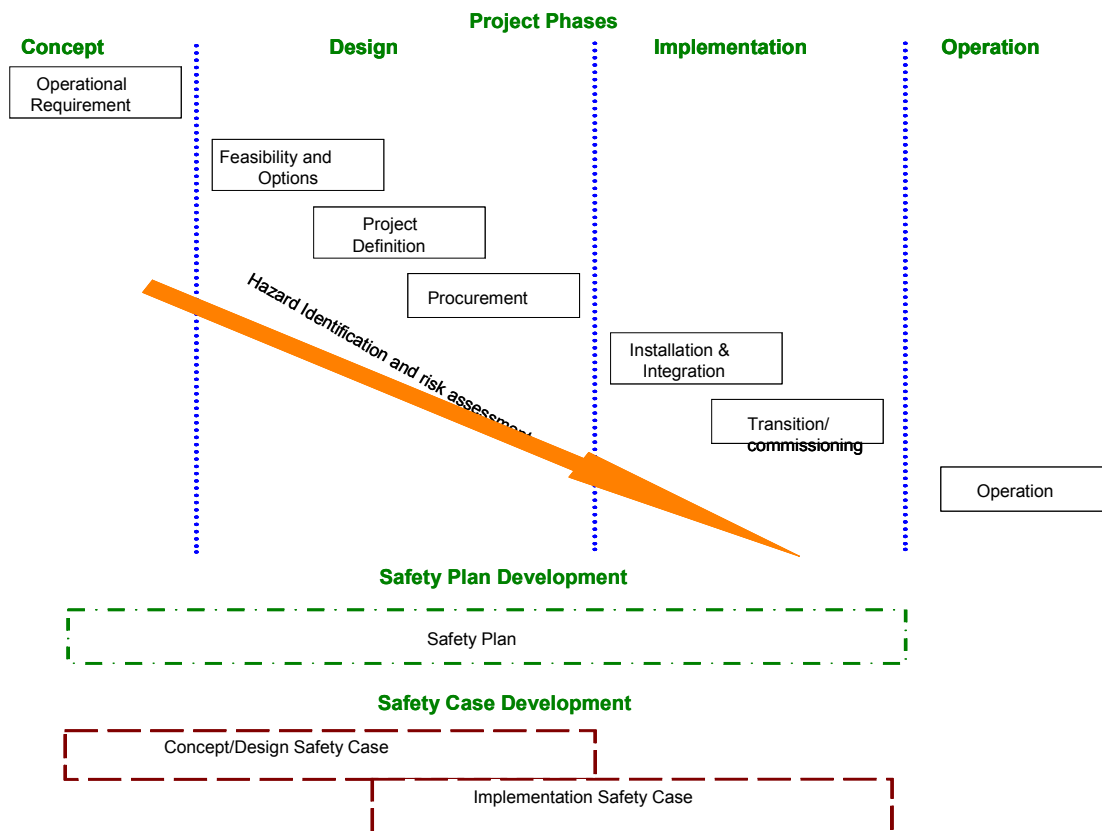 Project Phases
Concept
Design
Implementation
Operation
Operational
Requirement
Feasibility and
Options
Project
Definition
Procurement
Hazard Identification and risk assessment
Installation &
Integration
Transition/
commissioning
Operation
Safety Plan Development
Safety Plan
Safety Case Development
Concept/Design Safety Case
Implementation Safety Case